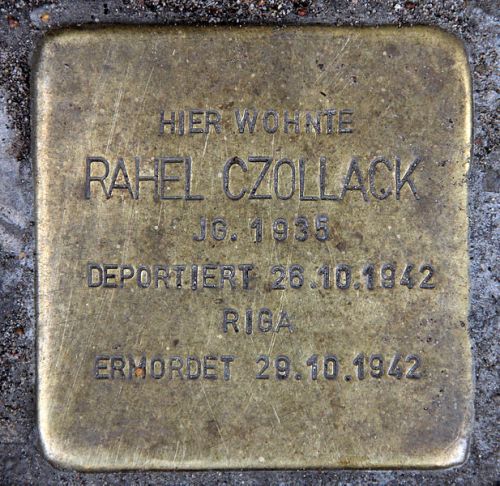 HIER WOHNTE
RAHEL CZOLLACK
JG. 1935
DEPORTIERT 26.10.1942
RIGA
ERMORDET 29.10.1942